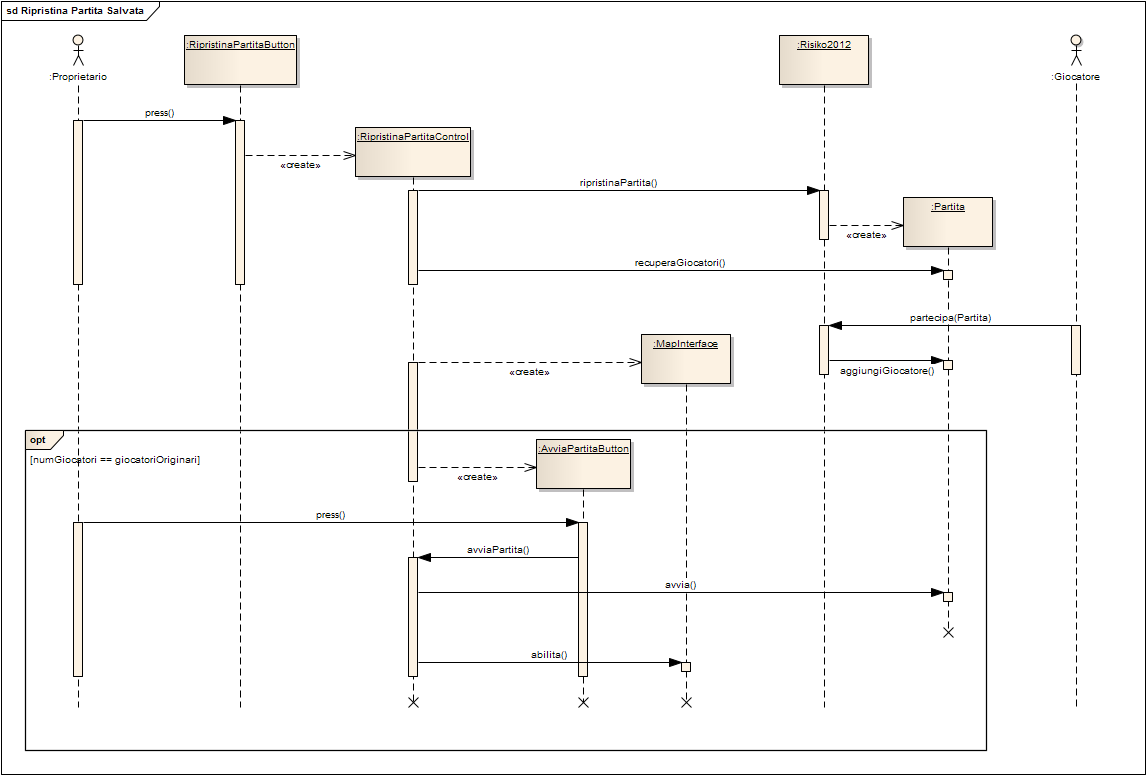 sd Ripristina Partita Salvata
:Proprietario
:RipristinaPartitaButton
:Risiko2012
:Giocatore
press()
:RipristinaPartitaControl
«create»
ripristinaPartita()
:Partita
«create»
recuperaGiocatori()
partecipa(Partita)
:MapInterface
«create»
aggiungiGiocatore()
opt
[numGiocatori == giocatoriOriginari]
:AvviaPartitaButton
«create»
press()
avviaPartita()
avvia()
abilita()